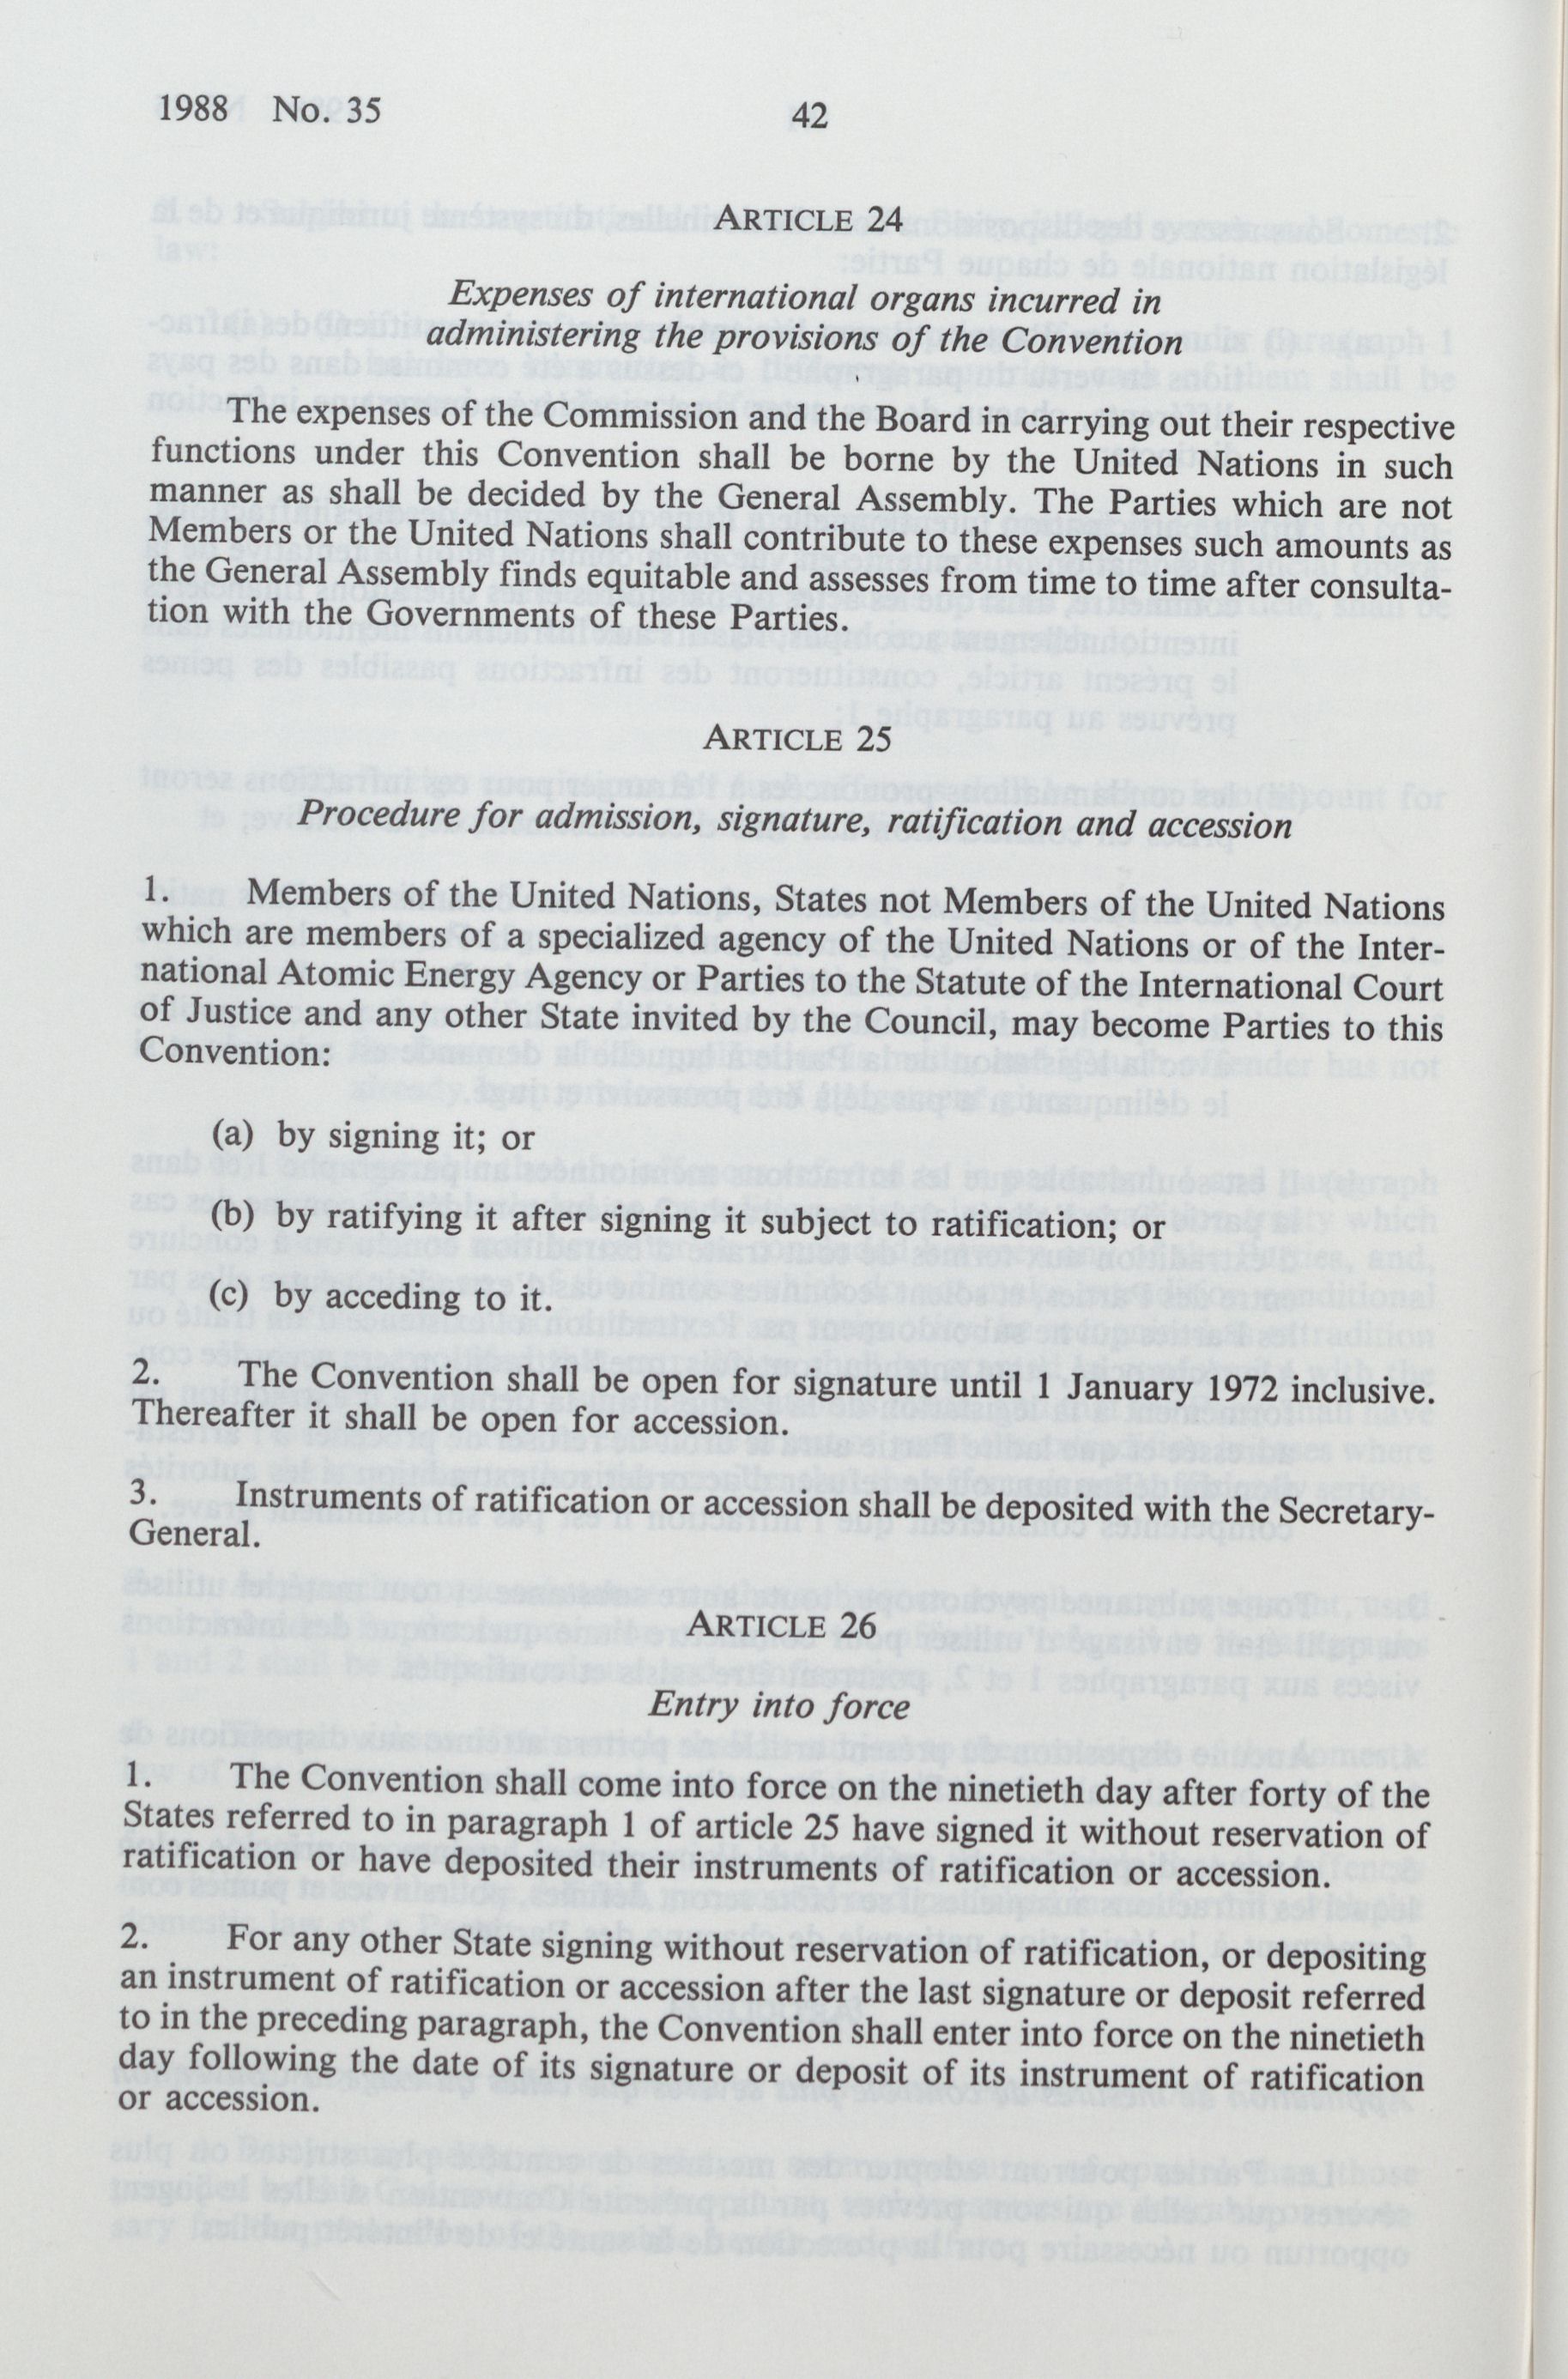 1988 No. 35
42
ARTICLE 24
Expenses of international organs incurred in
administering the provisions of the Convention
The expenses of the Commission and the Board in carrying out their respective
functions under this Convention shall be borne by the United Nations in such
manner as shall be decided by the General Assembly. The Parties which are not
Members or the United Nations shall contribute to these expenses such amounts as
the General Assembly finds equitable and assesses from time to time after consulta-
tion with the Governments of these Parties.
ARTICLE 25
Procedure for admission, signature, ratification and accession
1. Members of the United Nations, States not Members of the United Nations
which are members of a specialized agency of the United Nations or of the Inter-
national Atomic Energy Agency or Parties to the Statute of the International Court
of Justice and any other State invited by the Council, may become Parties to this
Convention:
(a) by signing it; or
(b) by ratifying it after signing it subject to ratification; or
(c) by acceding to it.
2. The Convention shall be open for signature until 1 January 1972 inclusive.
Thereafter it shall be open for accession.
3. Instruments of ratification or accession shall be deposited with the Secretary-
General.
ARTICLE 26
Entry into force
1. The Convention shall come into force on the ninetieth day after forty of the
States referred to in paragraph 1 of article 25 have signed it without reservation of
ratification or have deposited their instruments of ratification or accession.
2. For any other State signing without reservation of ratification, or depositing
an instrument of ratification or accession after the last signature or deposit referred
to in the preceding paragraph, the Convention shall enter into force on the ninetieth
day following the date of its signature or deposit of its instrument of ratification
or accession.